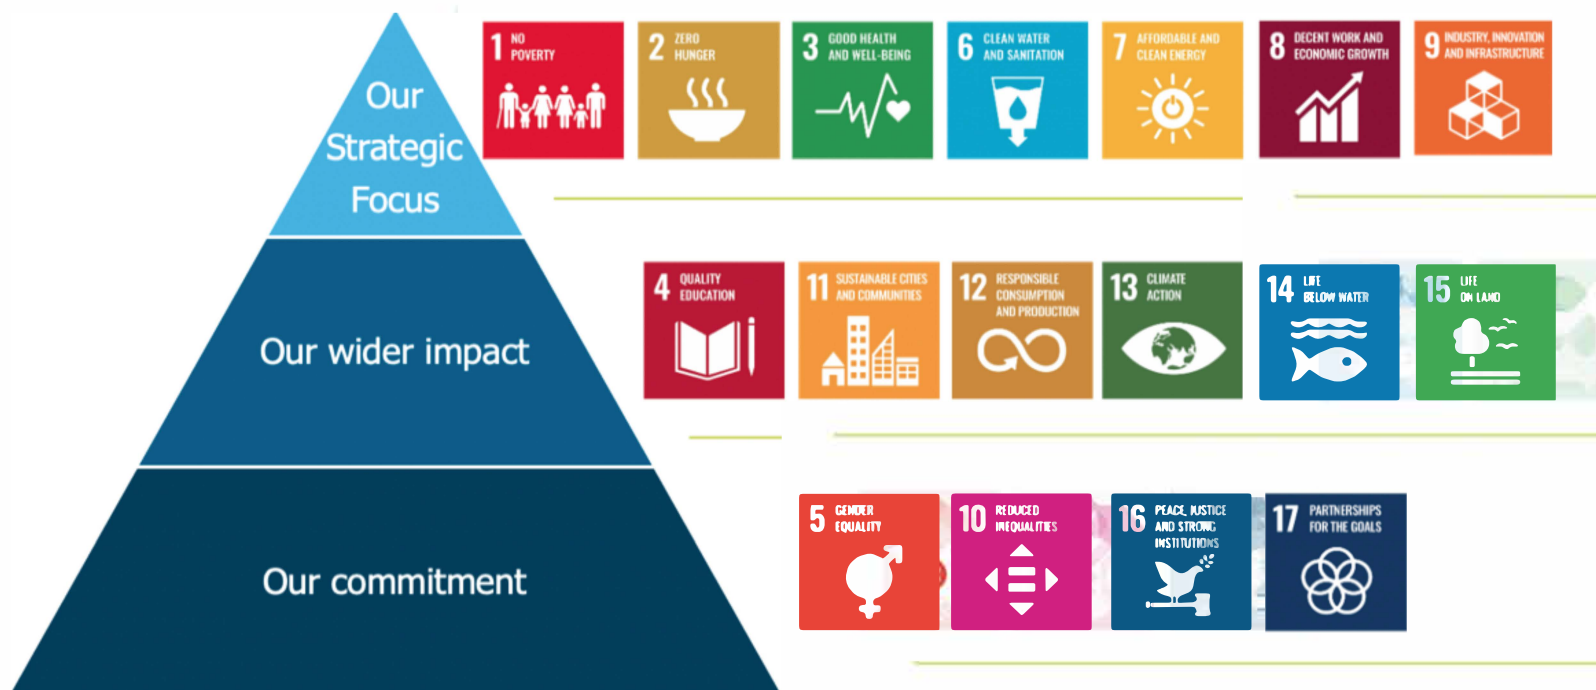 Our
Strategic
Focus
1 NO
POVERTY
2 ZERO
HUNGER
3 GOOD HEALTH
AND WELL-BEING
6 CLEAN WATER
AND SANITATION
7 AFFORDABLE AND
CLEAN ENERGY
8 DECENT WORK AND
ECONOMIC GROWTH
9 INDUSTRY, INNOVATION
AND INFRASTRUCTURE
Our wider impact
4 QUALITY
EDUCATION
11 SUSTAINABLE CITIES
AND COMMUNITIES
12 RESPONSIBLE
CONSUMPTION
AND PRODUCTION
13 CLIMATE
ACTION
14 LIFE
BELOW WATER
15 LIFE
ON LAND
Our commitment
5 GENDER
EQUALITY
10 REDUCED
INEQUALITIES
16 PEACE, JUSTICE
AND STRONG
INSTITUTIONS
17 PARTNERSHIPS
FOR THE GOALS